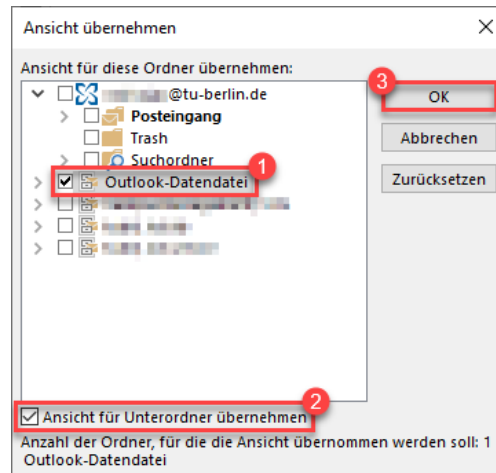 Ansicht übernehmen
Ansicht für diese Ordner übernehmen:
@tu-berlin.de
3
OK
Posteingang
Trash
Abbrechen
Suchordner
1
Outlook-Datendatei
Zurücksetzen
2
Ansicht für Unterordner übernehmen
Anzahl der Ordner, für die die Ansicht übernommen werden soll: 1
Outlook-Datendatei